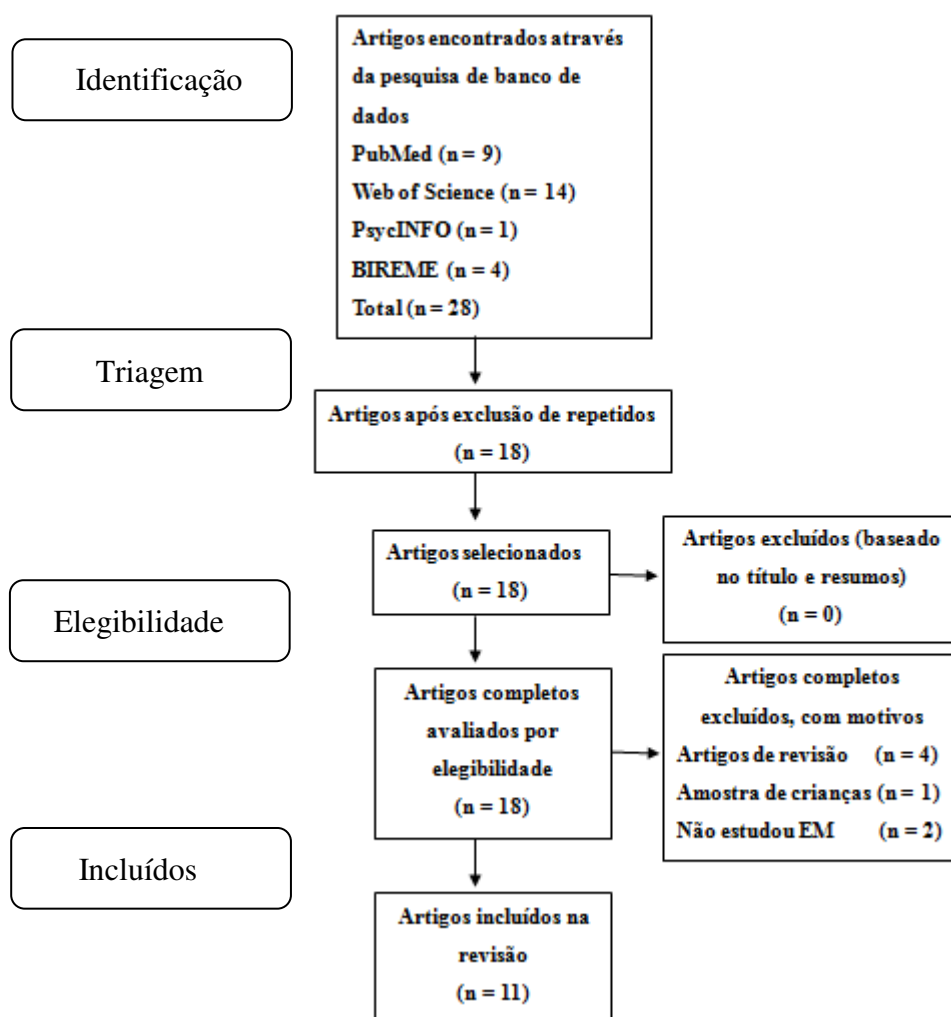 Identificação
Artigos encontrados através
da pesquisa de banco de
dados
PubMed (n = 9)
Web of Science (n = 14)
PsycINFO (n = 1)
BIREME (n = 4)
Total (n = 28)
Triagem
Artigos após exclusão de repetidos
(n = 18)
Artigos selecionados
(n = 18)
Artigos excluídos (baseado
no título e resumos)
(n = 0)
Elegibilidade
Artigos completos
avaliados por
elegibilidade
(n = 18)
Artigos completos
excluídos, com motivos
Artigos de revisão (n = 4)
Amostra de crianças (n = 1)
Não estudou EM (n = 2)
Incluídos
Artigos incluídos na
revisão
(n = 11)